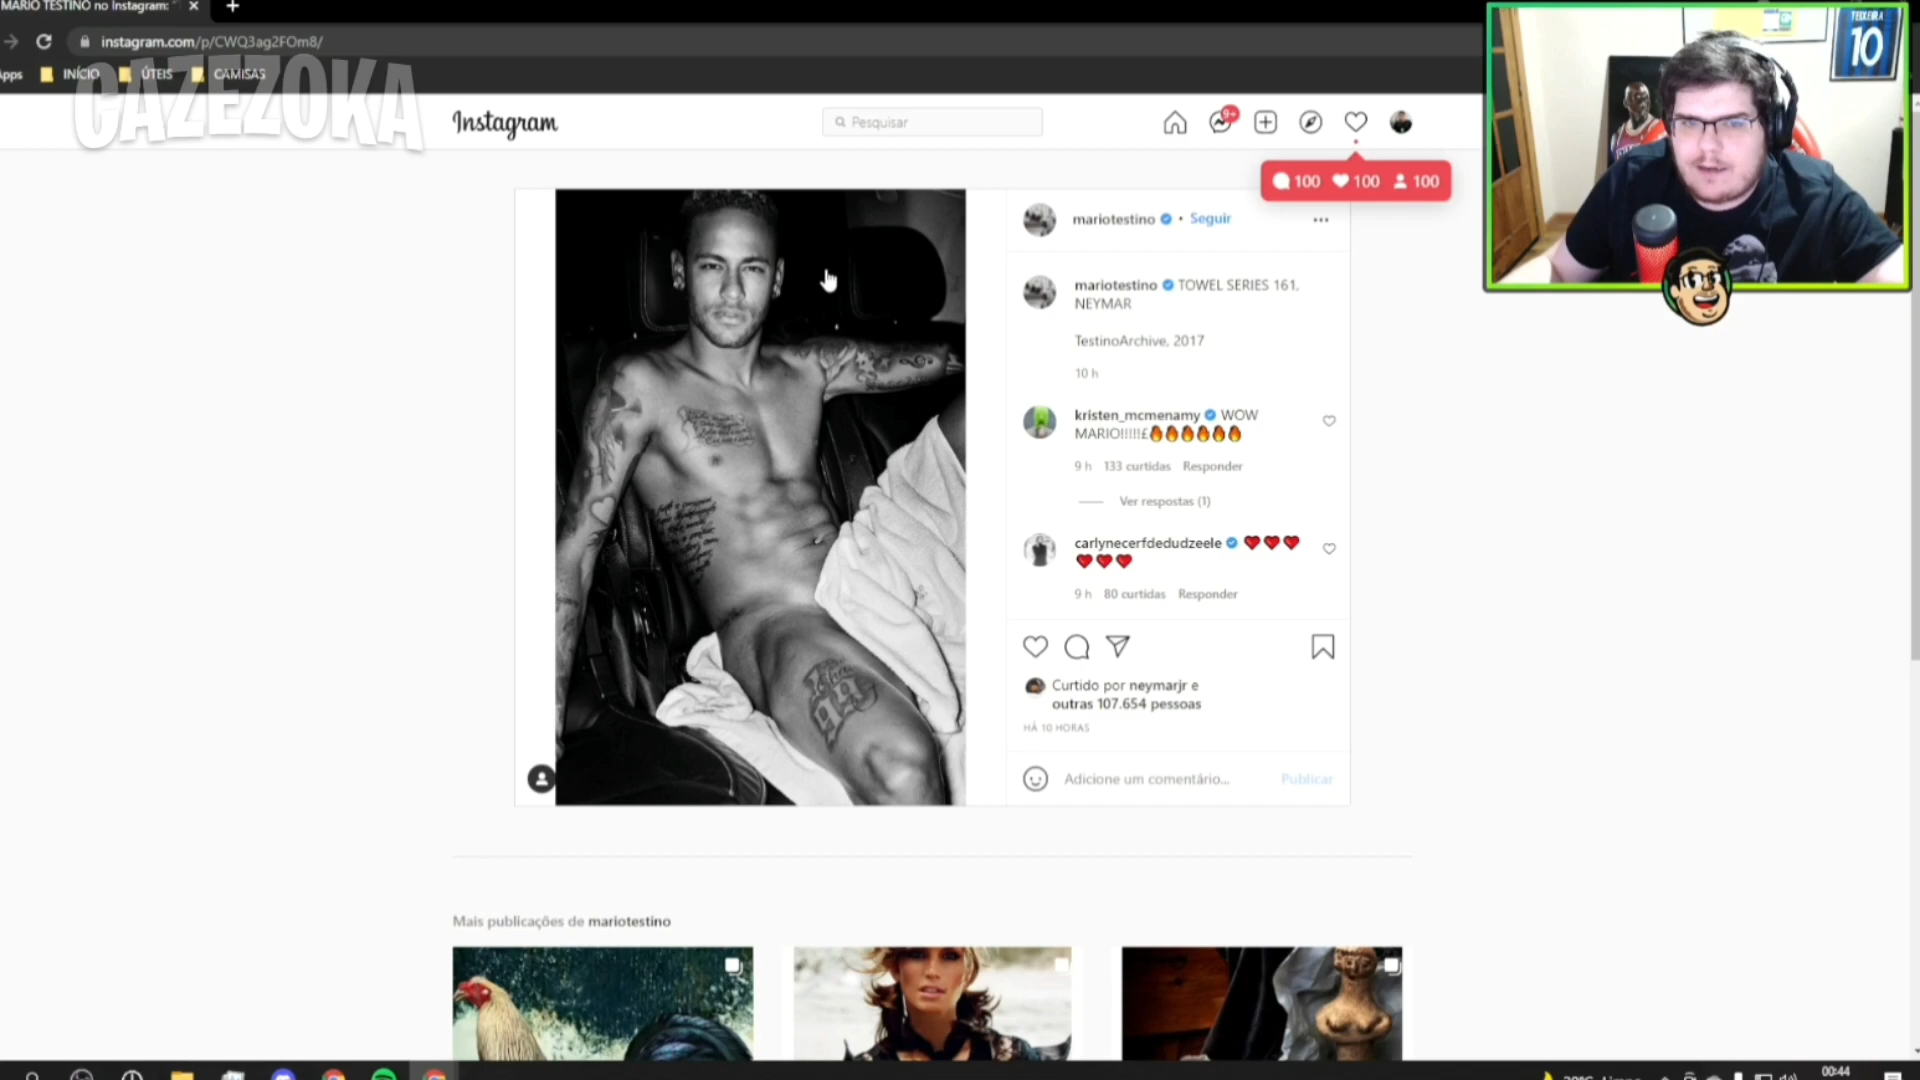 MARIO TESTINO no Instagram: "
instagram.com/p/CWQ3ag2FOm8/
Apps
INÍCIO
ÚTEIS
CAMISAS
CAZEZOKA
TEIXEIRA
10
Instagram
Pesquisar
9+
100 100 100
mariotestino • Seguir
mariotestino TOWEL SERIES 161,
NEYMAR
TestinoArchive, 2017
10 h
kristen_mcmenamy WOW
MARIO!!!!!£🔥🔥🔥🔥🔥🔥
9 h 133 curtidas Responder
Ver respostas (1)
carlynecerfdedudzeele ❤❤❤
❤❤❤
9 h 80 curtidas Responder
Curtido por neymarjr e
outras 107.654 pessoas
HÁ 10 HORAS
Adicione um comentário... Publicar
Mais publicações de mariotestino
00:44